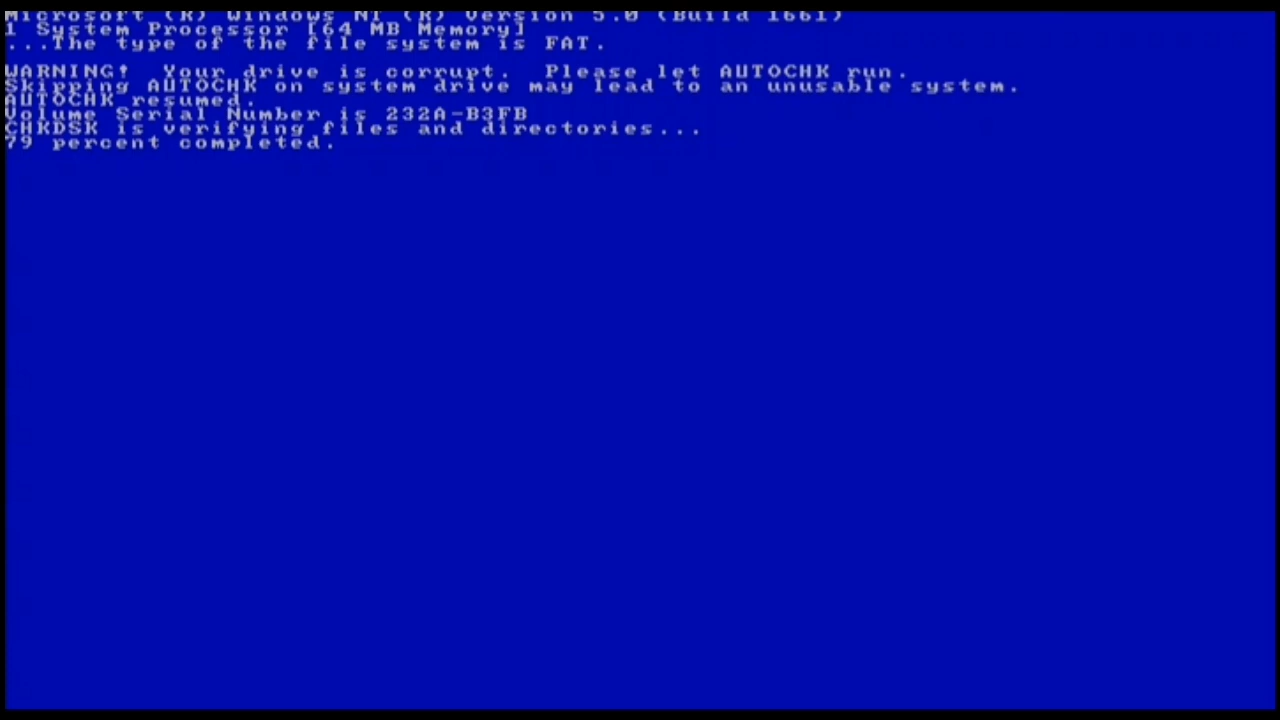 Microsoft (R) Windows NT (R) Version 5.0 (Build 1661)
1 System Processor [64 MB Memory]
...The type of the file system is FAT.
WARNING!  Your drive is corrupt.  Please let AUTOCHK run.
Skipping AUTOCHK on system drive may lead to an unusable system.
AUTOCHK resumed.
Volume Serial Number is 232A-B3FB
CHKDSK is verifying files and directories...
79 percent completed.